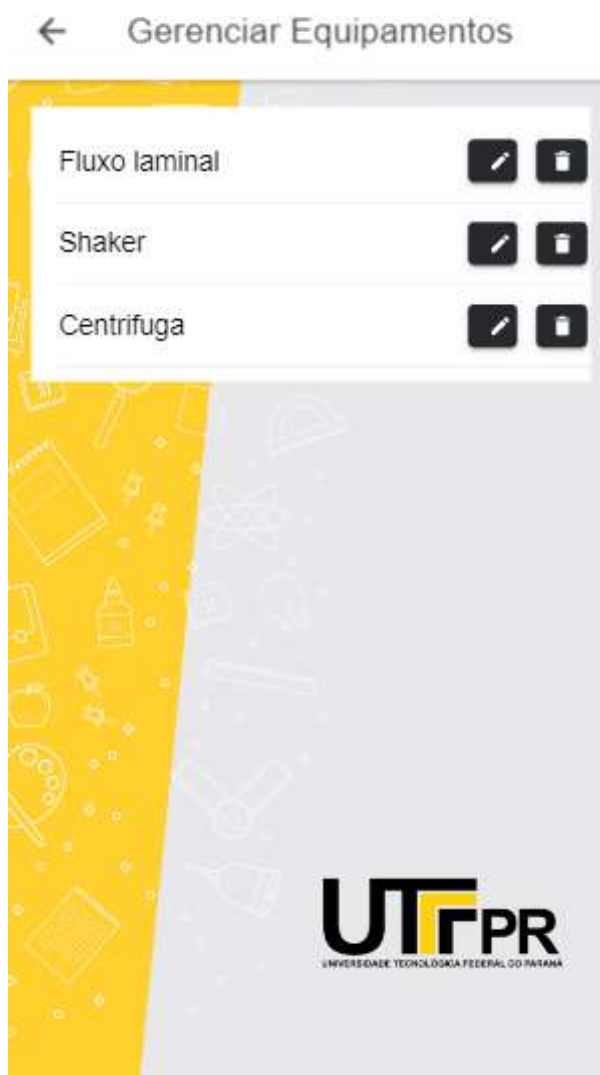 Gerenciar Equipamentos
Fluxo laminal
Shaker
Centrifuga
UTFPR
UNIVERSIDADE TECNOLÓGICA FEDERAL DO PARANÁ